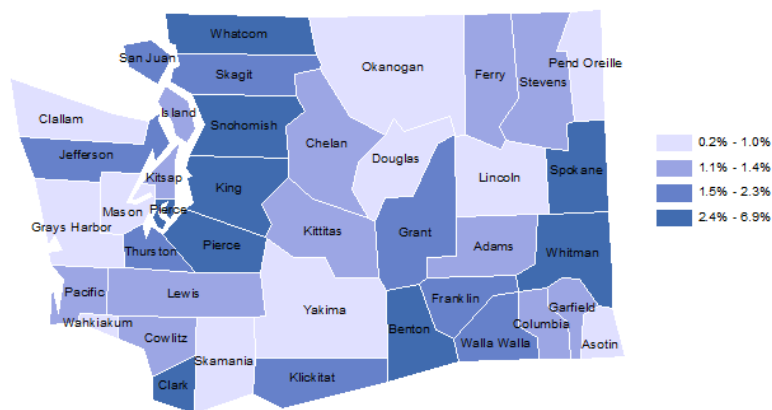 Whatcom
San Juan
Skagit
Okanogan
Ferry
Stevens
Pend Oreille
Island
Clallam
Snohomish
Jefferson
Chelan
Douglas
Kitsap
King
Lincoln
Spokane
Mason
Pierce
Grays Harbor
Kittitas
Grant
Adams
Thurston
Pierce
Whitman
Pacific
Lewis
Yakima
Franklin
Garfield
Wahkiakum
Cowlitz
Benton
Columbia
Skamania
Walla Walla
Asotin
Clark
Klickitat
0.2% - 1.0%
1.1% - 1.4%
1.5% - 2.3%
2.4% - 6.9%